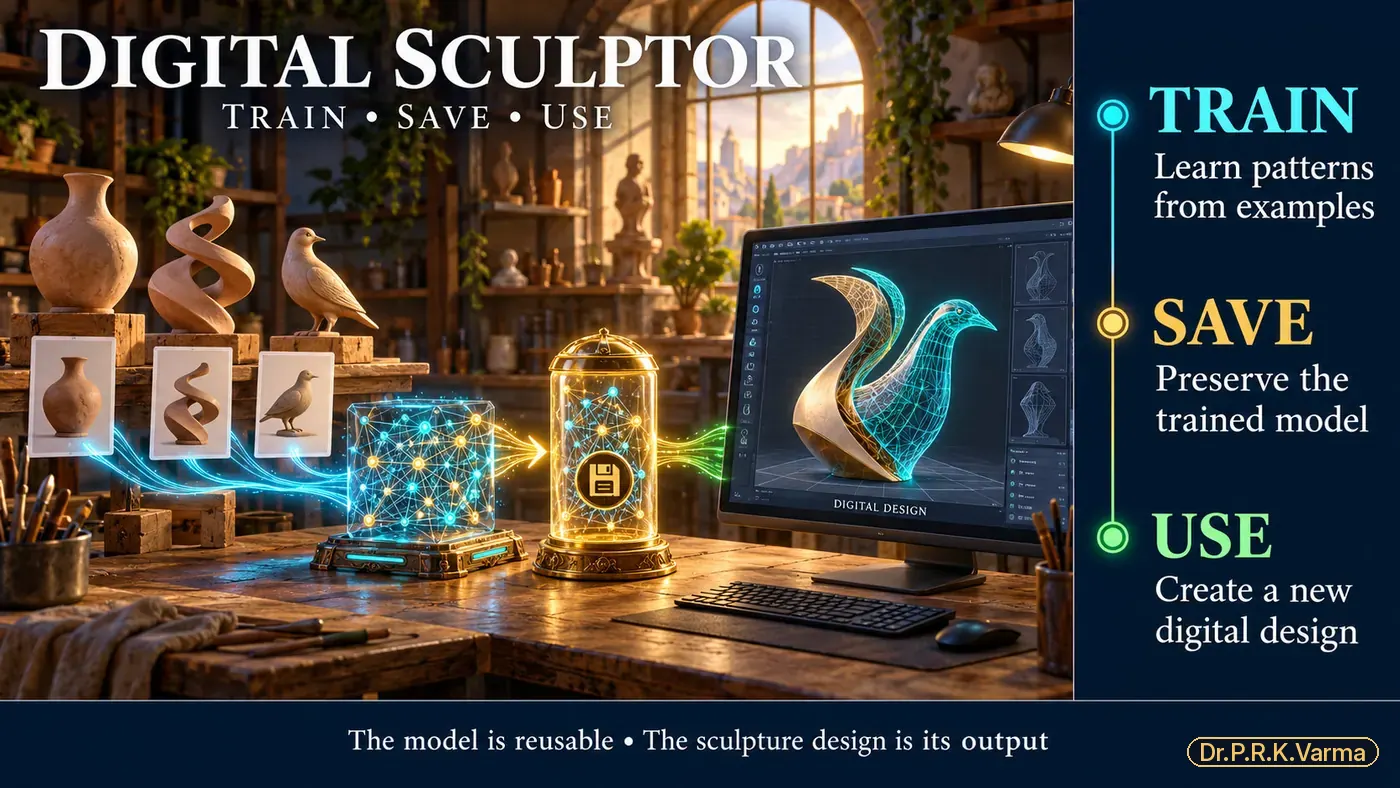 DIGITAL SCULPTOR
TRAIN • SAVE • USE
TRAIN
Learn patterns
from examples
SAVE
Preserve the
trained model
USE
Create a new
digital design
DIGITAL DESIGN
The model is reusable • The sculpture design is its output
Dr.P.R.K.Varma